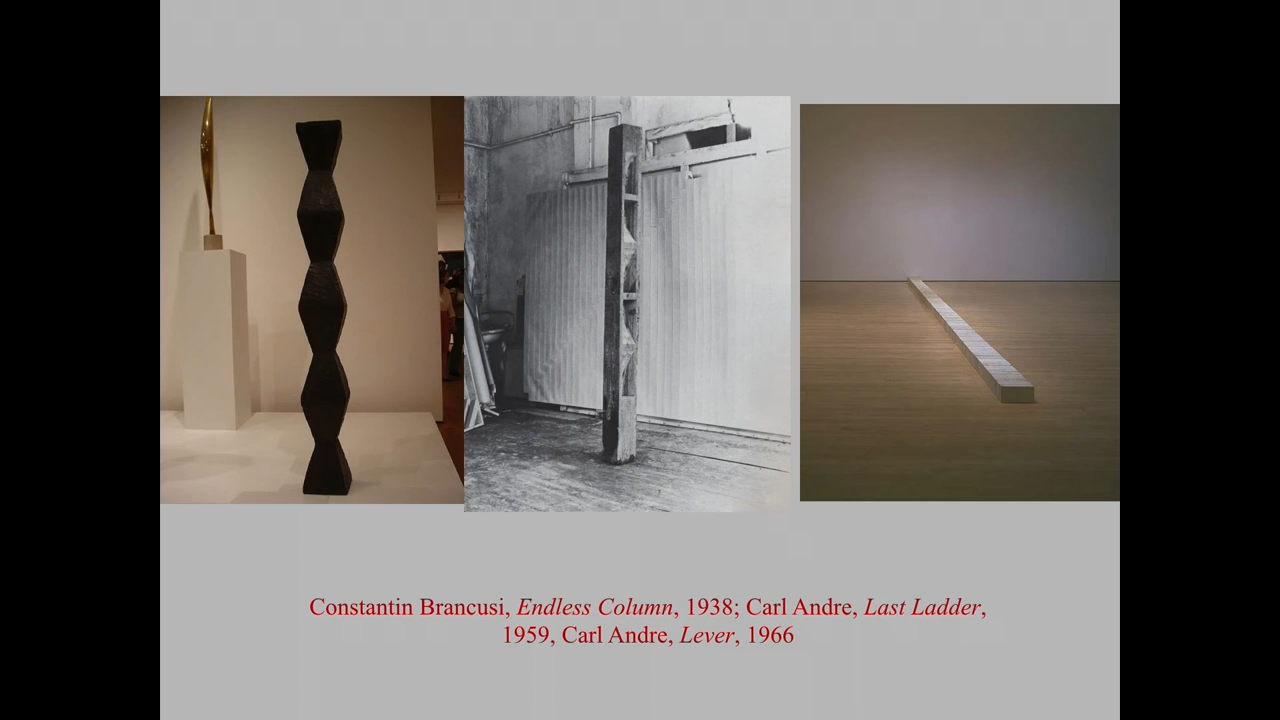 Constantin Brancusi, Endless Column, 1938; Carl Andre, Last Ladder,
1959, Carl Andre, Lever, 1966